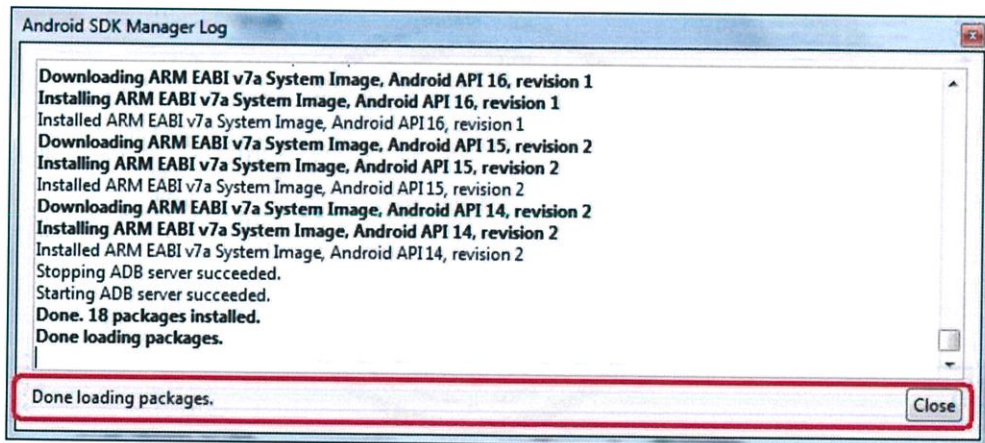 Android SDK Manager Log
Downloading ARM EABI v7a System Image, Android API 16, revision 1
Installing ARM EABI v7a System Image, Android API 16, revision 1
Installed ARM EABI v7a System Image, Android API 16, revision 1
Downloading ARM EABI v7a System Image, Android API 15, revision 2
Installing ARM EABI v7a System Image, Android API 15, revision 2
Installed ARM EABI v7a System Image, Android API 15, revision 2
Downloading ARM EABI v7a System Image, Android API 14, revision 2
Installing ARM EABI v7a System Image, Android API 14, revision 2
Installed ARM EABI v7a System Image, Android API 14, revision 2
Stopping ADB server succeeded.
Starting ADB server succeeded.
Done. 18 packages installed.
Done loading packages.
Done loading packages.
Close